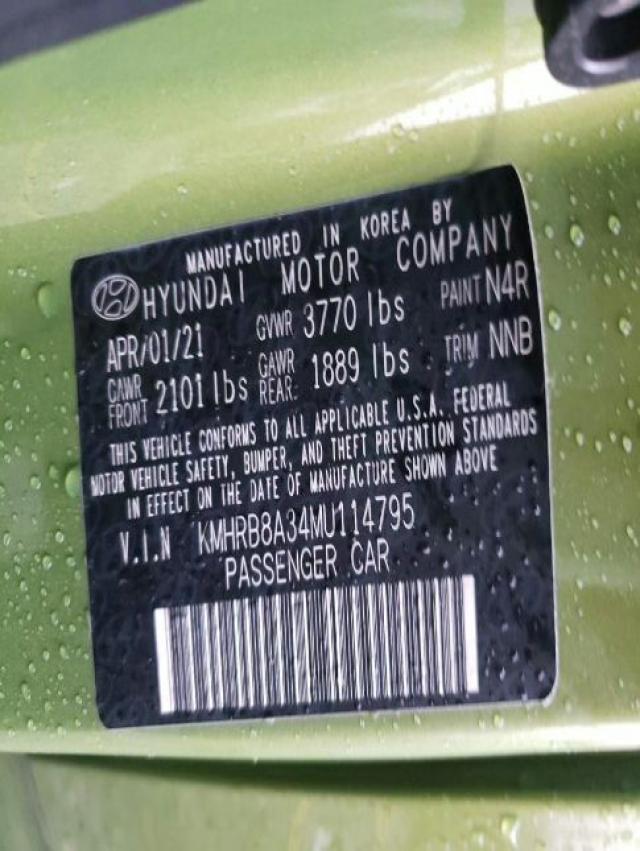 MANUFACTURED IN KOREA BY
HYUNDAI MOTOR COMPANY
APR/01/21 GVWR 3770 lbs PAINT N4R
GAWR FRONT 2101 lbs GAWR REAR: 1889 lbs TRIM NNB
THIS VEHICLE CONFORMS TO ALL APPLICABLE U.S.A. FEDERAL
MOTOR VEHICLE SAFETY, BUMPER, AND THEFT PREVENTION STANDARDS
IN EFFECT ON THE DATE OF MANUFACTURE SHOWN ABOVE
V.I.N KMHRB8A34MU114795
PASSENGER CAR